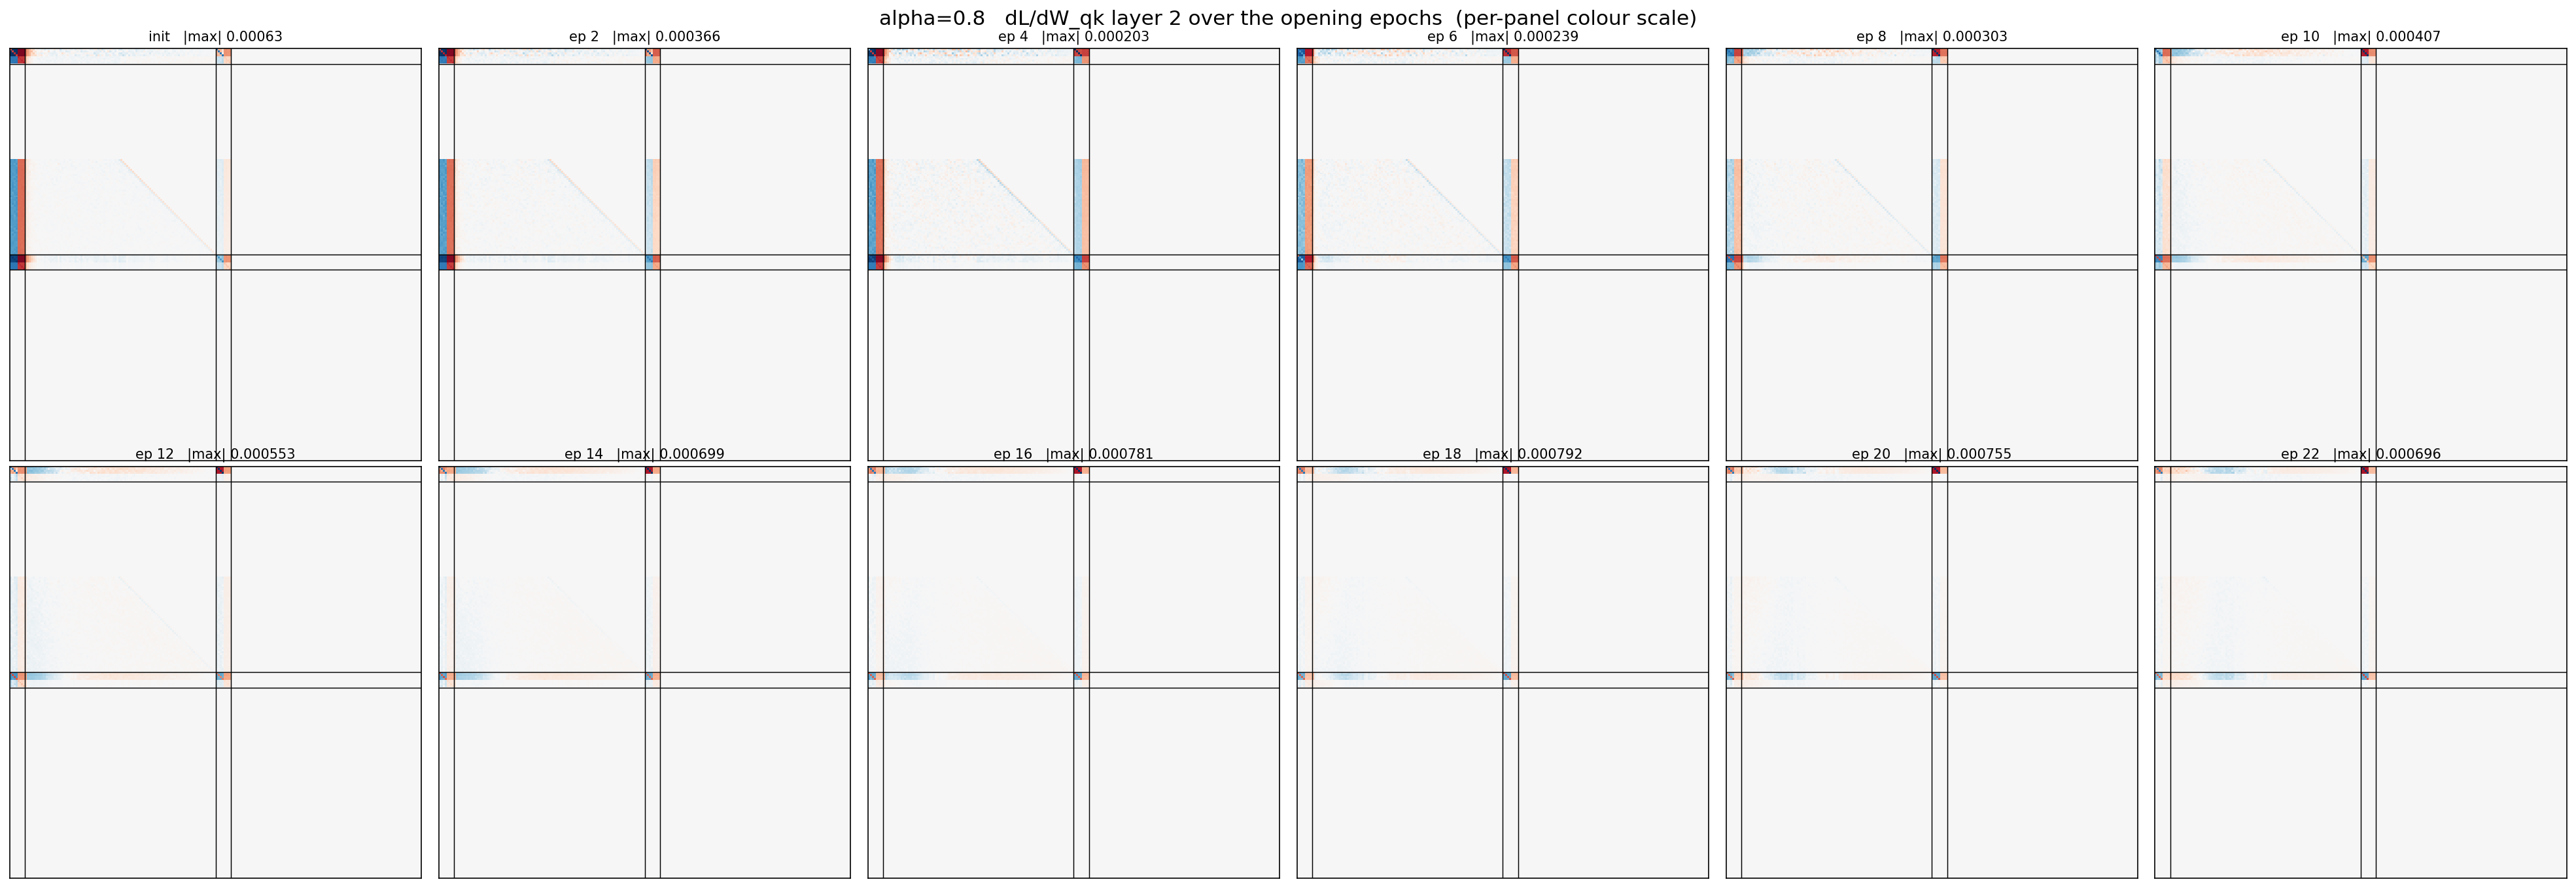 alpha=0.8   dL/dW_qk layer 2 over the opening epochs  (per-panel colour scale)
init   |max| 0.00063
ep 2   |max| 0.000366
ep 4   |max| 0.000203
ep 6   |max| 0.000239
ep 8   |max| 0.000303
ep 10   |max| 0.000407
ep 12   |max| 0.000553
ep 14   |max| 0.000699
ep 16   |max| 0.000781
ep 18   |max| 0.000792
ep 20   |max| 0.000755
ep 22   |max| 0.000696